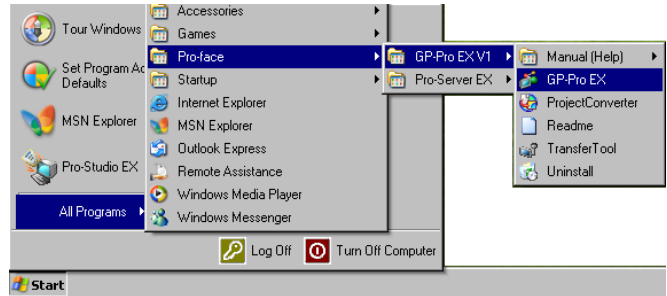 Tour Windows
Set Program Ac
Defaults
MSN Explorer
Pro-Studio EX
All Programs
Accessories
Games
Pro-face
Startup
Internet Explorer
MSN Explorer
Outlook Express
Remote Assistance
Windows Media Player
Windows Messenger
GP-Pro EX V1
Pro-Server EX
Manual (Help)
GP-Pro EX
ProjectConverter
Readme
TransferTool
Uninstall
Log Off
Turn Off Computer
Start